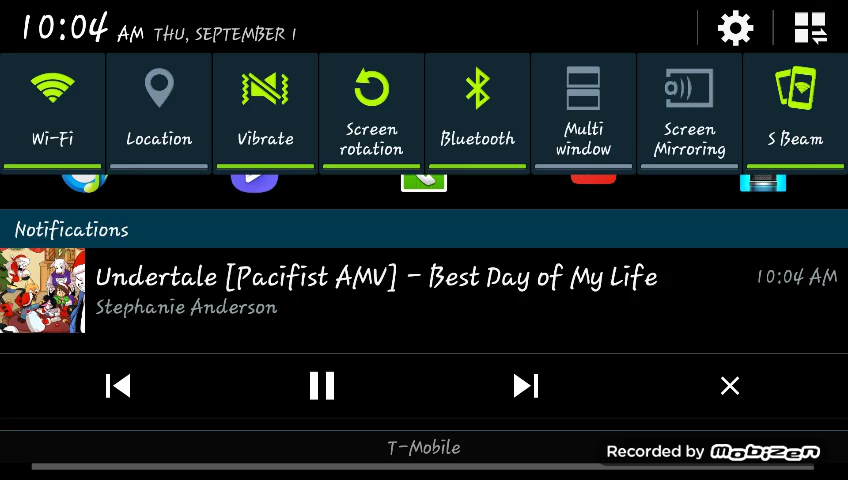 10:04 AM THU, SEPTEMBER 1
Wi-Fi
Location
Vibrate
Screen
rotation
Bluetooth
Multi
window
Screen
Mirroring
S Beam
Notifications
Undertale [Pacifist AMV] - Best Day of My Life
10:04 AM
Stephanie Anderson
T-Mobile
Recorded by Mobizen